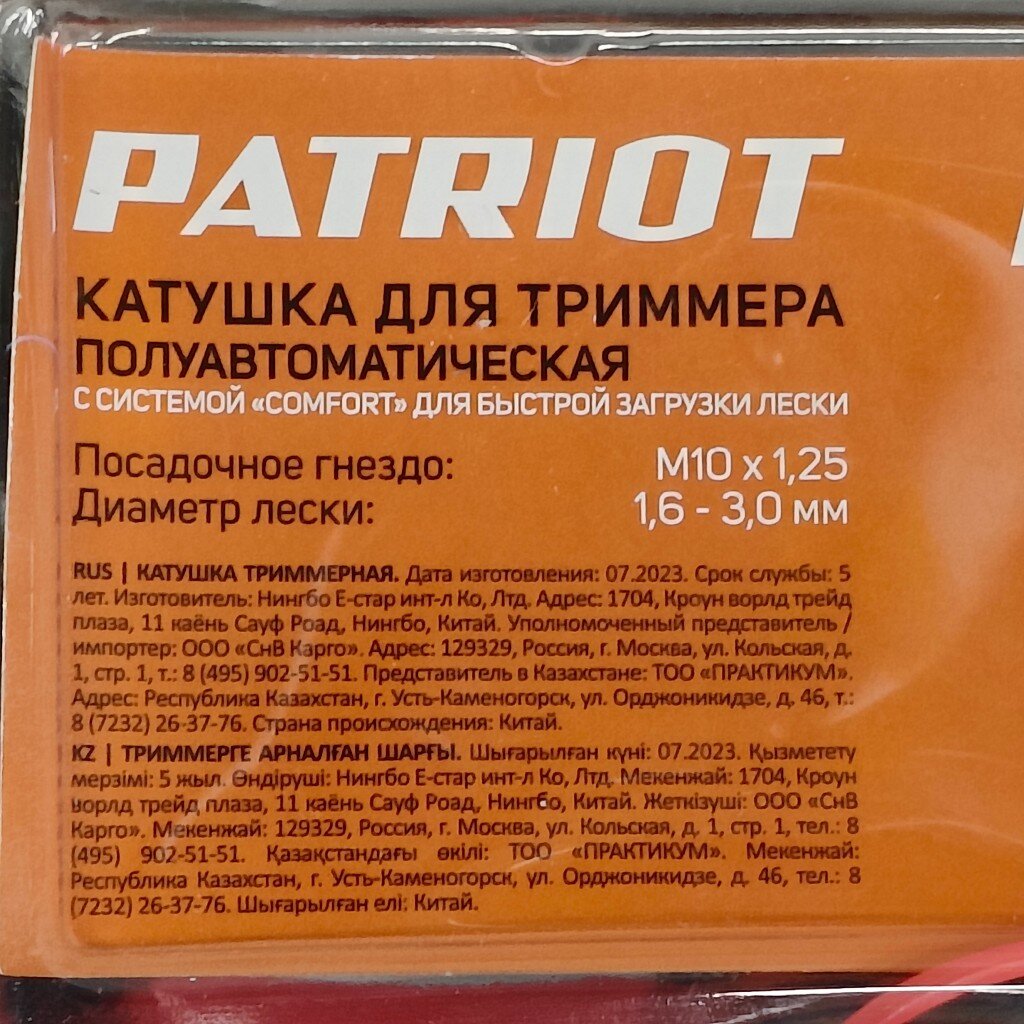 PATRIOT
КАТУШКА ДЛЯ ТРИММЕРА
ПОЛУАВТОМАТИЧЕСКАЯ
С СИСТЕМОЙ «COMFORT» ДЛЯ БЫСТРОЙ ЗАГРУЗКИ ЛЕСКИ
Посадочное гнездо: М10 x 1,25
Диаметр лески: 1,6 - 3,0 мм
RUS | КАТУШКА ТРИММЕРНАЯ. Дата изготовления: 07.2023. Срок службы: 5
лет. Изготовитель: Нингбо Е-стар инт-л Ко, Лтд. Адрес: 1704, Кроун ворлд трейд
плаза, 11 каёнь Сауф Роад, Нингбо, Китай. Уполномоченный представитель /
импортер: ООО «СнВ Карго». Адрес: 129329, Россия, г. Москва, ул. Кольская, д.
1, стр. 1, т.: 8 (495) 902-51-51. Представитель в Казахстане: ТОО «ПРАКТИКУМ».
Адрес: Республика Казахстан, г. Усть-Каменогорск, ул. Орджоникидзе, д. 46, т.:
8 (7232) 26-37-76. Страна происхождения: Китай.
KZ | ТРИММЕРГЕ АРНАЛҒАН ШАРҒЫ. Шығарылған күні: 07.2023. Қызметету
мерзімі: 5 жыл. Өндіруші: Нингбо Е-стар инт-л Ко, Лтд. Мекенжай: 1704, Кроун
ворлд трейд плаза, 11 каёнь Сауф Роад, Нингбо, Китай. Жеткізуші: ООО «СнВ
Карго». Мекенжай: 129329, Россия, г. Москва, ул. Кольская, д. 1, стр. 1, тел.: 8
(495) 902-51-51. Қазақстандағы өкілі: ТОО «ПРАКТИКУМ». Мекенжай:
Республика Казахстан, г. Усть-Каменогорск, ул. Орджоникидзе, д. 46, тел.: 8
(7232) 26-37-76. Шығарылған елі: Китай.